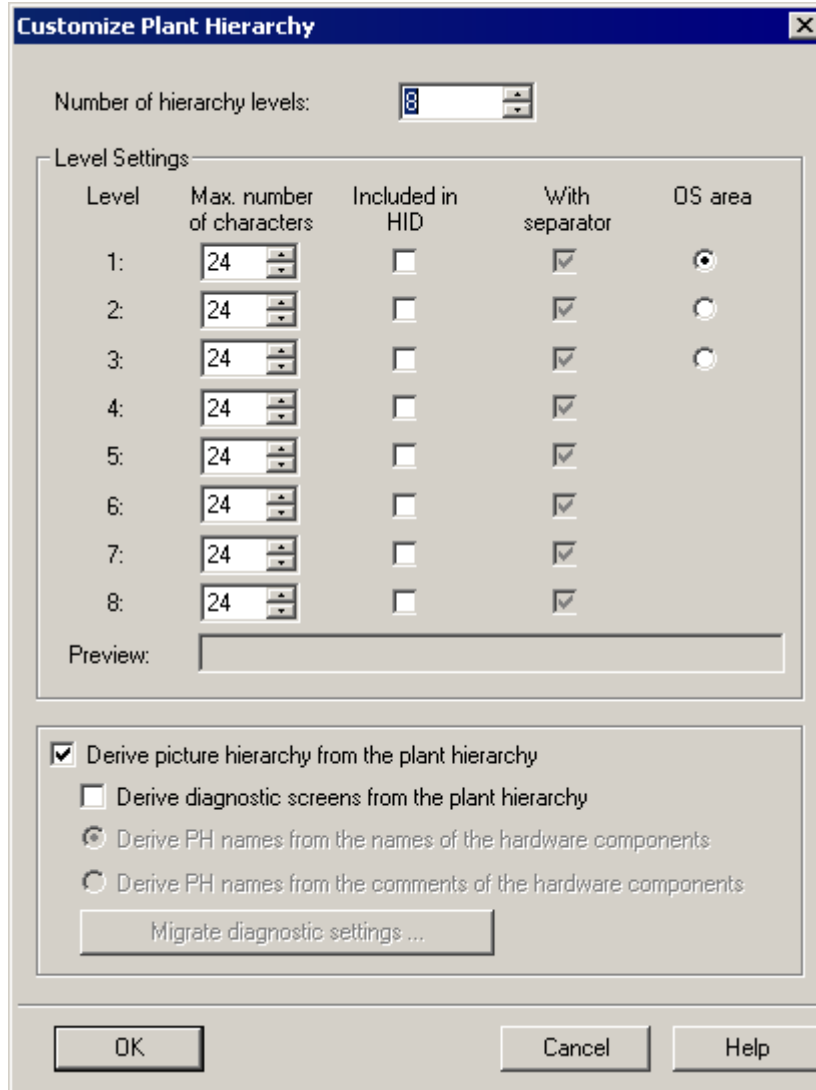 Customize Plant Hierarchy
Number of hierarchy levels: 8
Level Settings
Level Max. number of characters Included in HID With separator OS area
1: 24
2: 24
3: 24
4: 24
5: 24
6: 24
7: 24
8: 24
Preview:
Derive picture hierarchy from the plant hierarchy
Derive diagnostic screens from the plant hierarchy
Derive PH names from the names of the hardware components
Derive PH names from the comments of the hardware components
Migrate diagnostic settings ...
OK Cancel Help